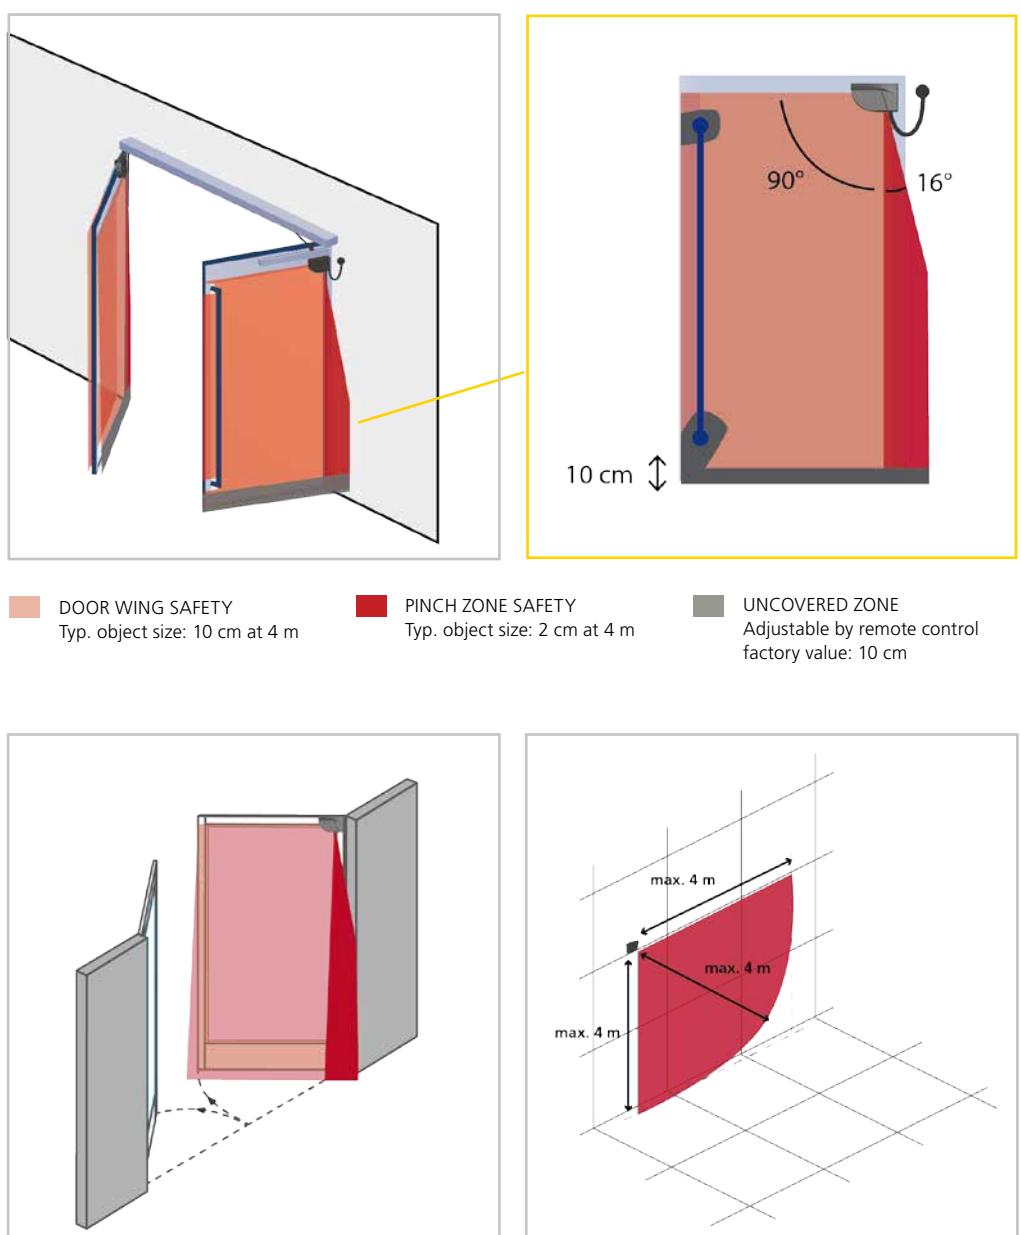 90°
16°
10 cm
DOOR WING SAFETY
Typ. object size: 10 cm at 4 m
PINCH ZONE SAFETY
Typ. object size: 2 cm at 4 m
UNCOVERED ZONE
Adjustable by remote control
factory value: 10 cm
max. 4 m
max. 4 m
max. 4 m